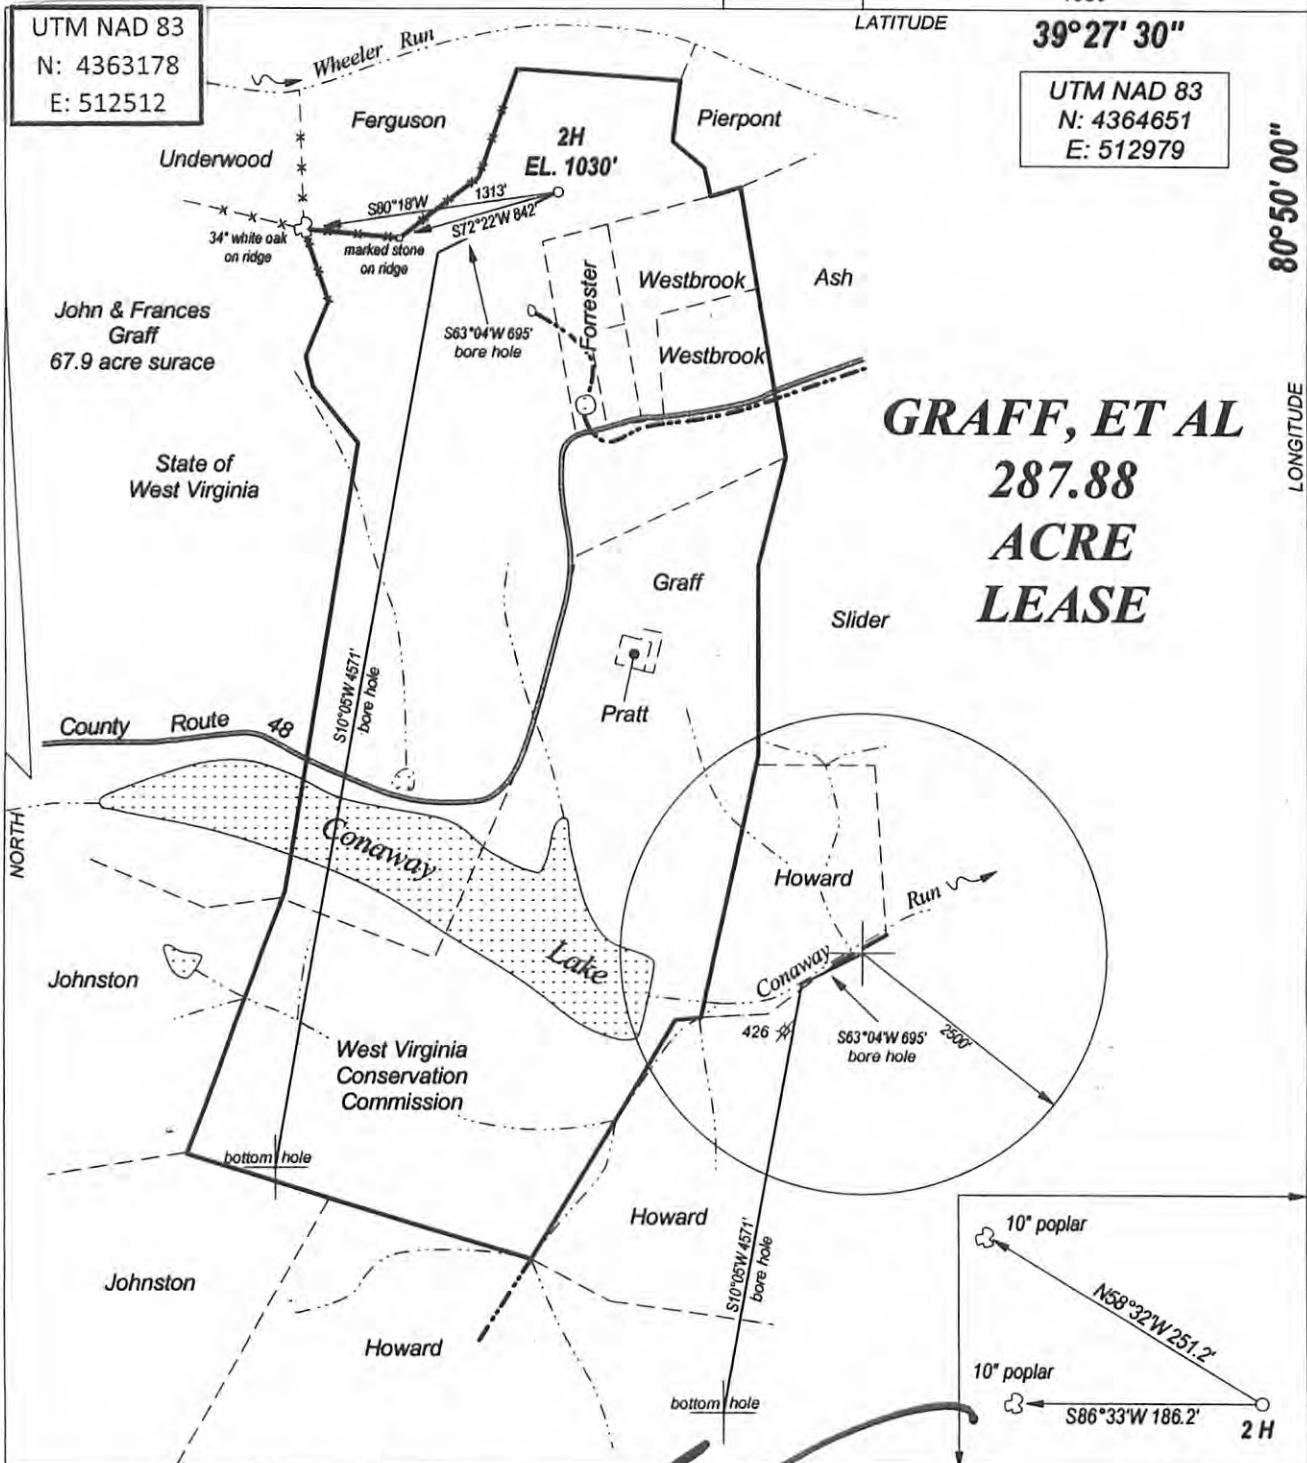 UTM NAD 83
N: 4363178
E: 512512
LATITUDE
39°27' 30"
UTM NAD 83
N: 4364651
E: 512979
80°50' 00"
LONGITUDE
Wheeler Run
Ferguson
Pierpont
Underwood
2H
EL. 1030'
S80°18'W 1313'
S72°22'W 842'
34" white oak
on ridge
marked stone
on ridge
Forrester
Westbrook
Ash
John & Frances
Graff
67.9 acre surace
S63°04'W 695'
bore hole
Westbrook
GRAFF, ET AL
287.88
ACRE
LEASE
State of
West Virginia
Graff
Slider
S10°05'W 4571'
bore hole
Pratt
County Route 48
NORTH
Conaway
Lake
Howard
Conaway Run
Johnston
426
S63°04'W 695'
bore hole
2500'
West Virginia
Conservation
Commission
bottom hole
Howard
S10°05'W 4571'
bore hole
10" poplar
N58°32'W 251.2'
Johnston
Howard
10" poplar
S86°33'W 186.2'
2 H
bottom hole